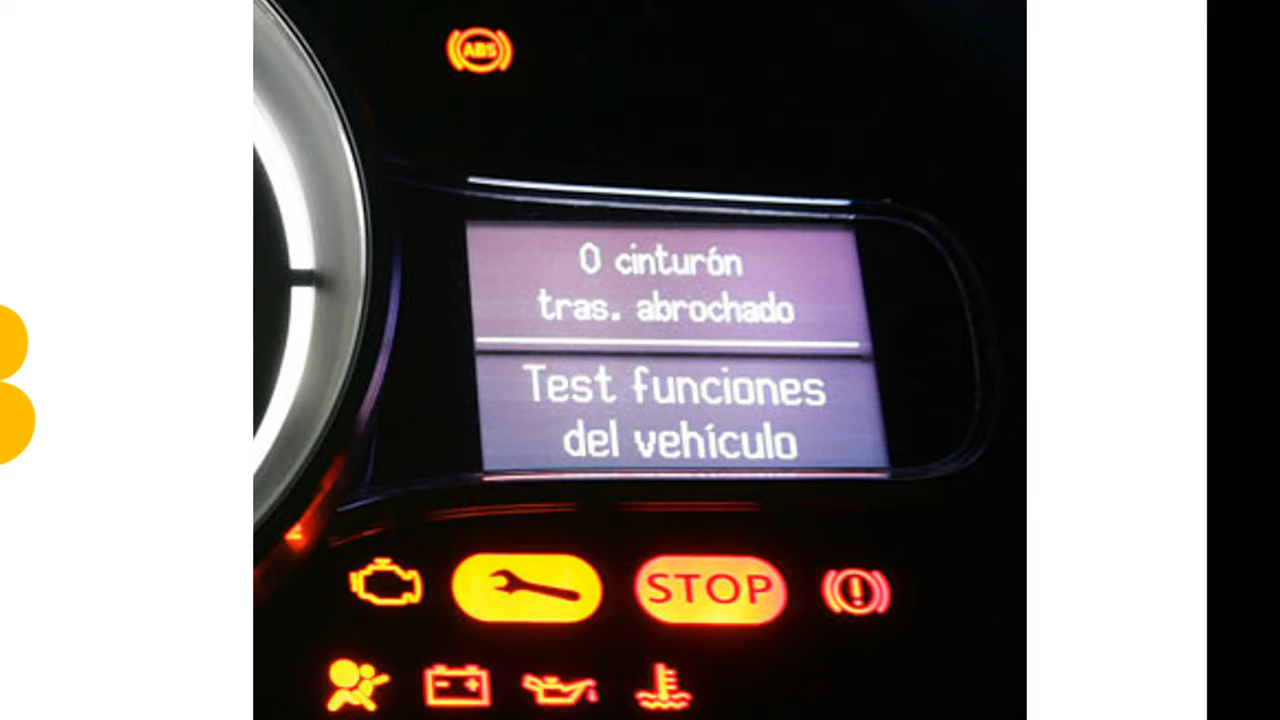 ABS
0 cinturón
tras. abrochado
Test funciones
del vehículo
STOP